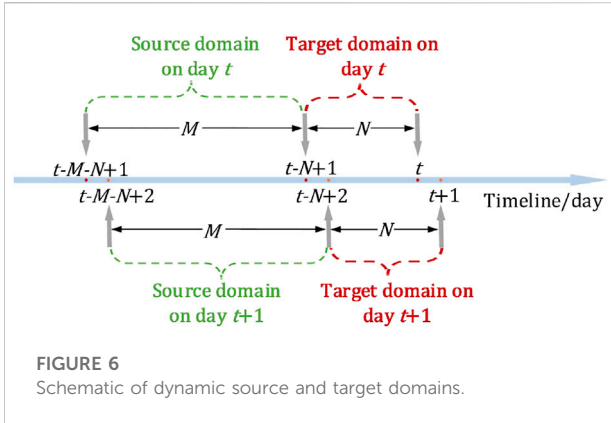 Source domain
on day t
Target domain on
day t
M
N
t-M-N+1
t-N+1
t
t-M-N+2
t-N+2
t+1
Timeline/day
M
N
Source domain
on day t+1
Target domain on
day t+1
FIGURE 6
Schematic of dynamic source and target domains.